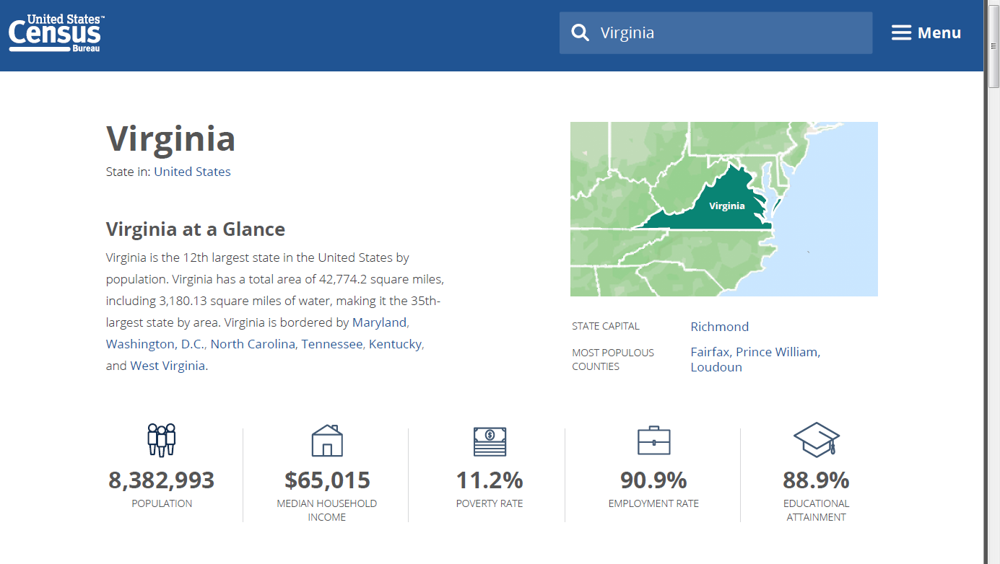 United States™
Census
Bureau
Virginia
Menu
Virginia
State in: United States
Virginia at a Glance
Virginia is the 12th largest state in the United States by
population. Virginia has a total area of 42,774.2 square miles,
including 3,180.13 square miles of water, making it the 35th-
largest state by area. Virginia is bordered by Maryland,
Washington, D.C., North Carolina, Tennessee, Kentucky,
and West Virginia.
Virginia
STATE CAPITAL Richmond
MOST POPULOUS COUNTIES
Fairfax, Prince William,
Loudoun
8,382,993
POPULATION
$65,015
MEDIAN HOUSEHOLD
INCOME
11.2%
POVERTY RATE
90.9%
EMPLOYMENT RATE
88.9%
EDUCATIONAL
ATTAINMENT